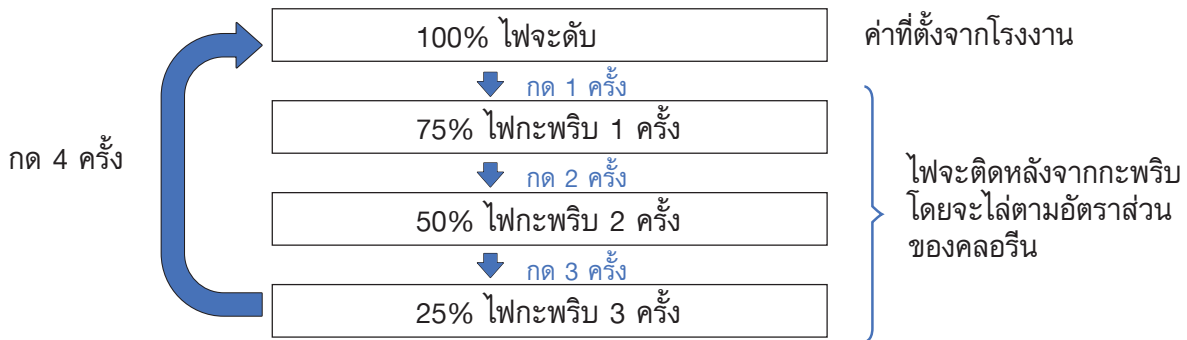 100% ไฟจะดับ
ค่าที่ตั้งจากโรงงาน
กด 1 ครั้ง
75% ไฟกะพริบ 1 ครั้ง
กด 4 ครั้ง
กด 2 ครั้ง
ไฟจะติดหลังจากกะพริบ
โดยจะไล่ตามอัตราส่วน
ของคลอรีน
50% ไฟกะพริบ 2 ครั้ง
กด 3 ครั้ง
25% ไฟกะพริบ 3 ครั้ง